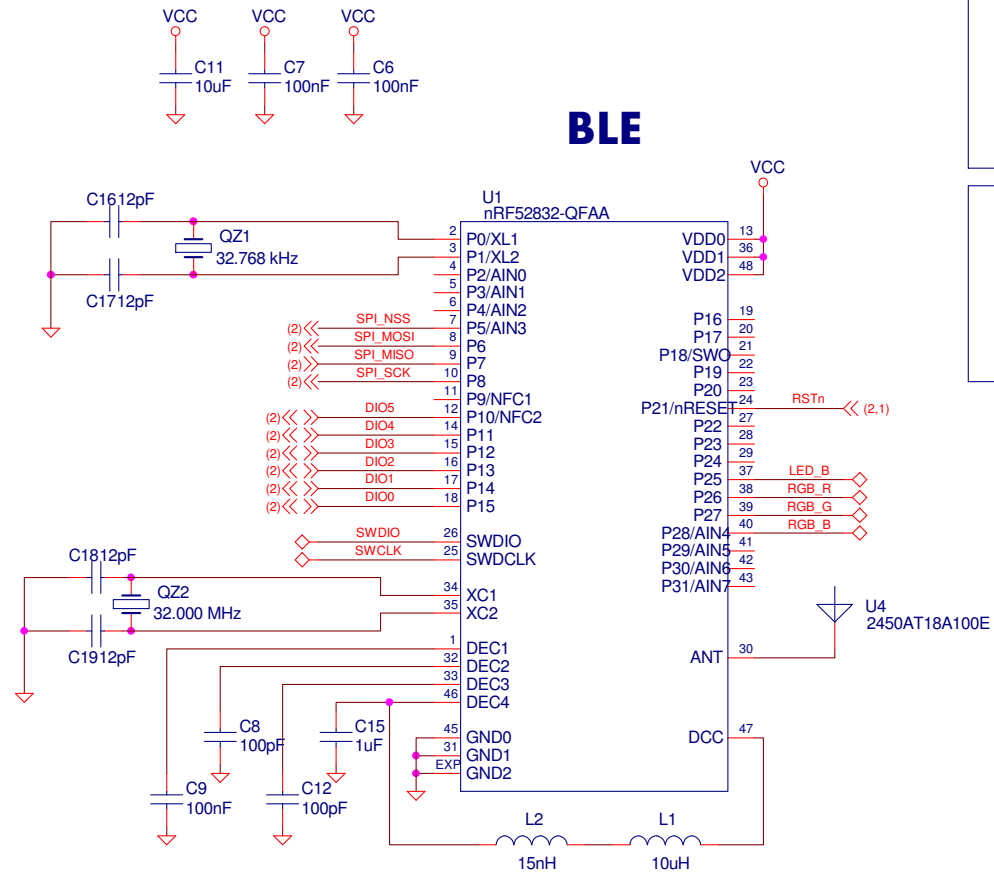 VCC VCC VCC
C11 C7 C6
10uF 100nF 100nF
BLE
VCC
U1
nRF52832-QFAA
C1612pF
QZ1
32.768 kHz
C1712pF
2 P0/XL1
3 P1/XL2
4 P2/AIN0
5 P3/AIN1
6 P4/AIN2
(2) SPI_NSS 7 P5/AIN3
(2) SPI_MOSI 8 P6
(2) SPI_MISO 9 P7
(2) SPI_SCK 10 P8
11 P9/NFC1
(2) DIO5 12 P10/NFC2
(2) DIO4 14 P11
(2) DIO3 15 P12
(2) DIO2 16 P13
(2) DIO1 17 P14
(2) DIO0 18 P15
SWDIO 26 SWDIO
SWCLK 25 SWDCLK
C1812pF
QZ2
32.000 MHz
C1912pF
34 XC1
35 XC2
1 DEC1
32 DEC2
33 DEC3
46 DEC4
45 GND0
31 GND1
EXP GND2
C8
100pF
C15
1uF
C9
100nF
C12
100pF
VDD0 13
VDD1 36
VDD2 48
P16 19
P17 20
P18/SWO 21
P19 22
P20 23
P21/nRESET 24 RSTn (2,1)
P22 27
P23 28
P24 29
P25 37 LED_B
P26 38 RGB_R
P27 39 RGB_G
P28/AIN4 40 RGB_B
P29/AIN5 41
P30/AIN6 42
P31/AIN7 43
U4
2450AT18A100E
ANT 30
DCC 47
L2 L1
15nH 10uH